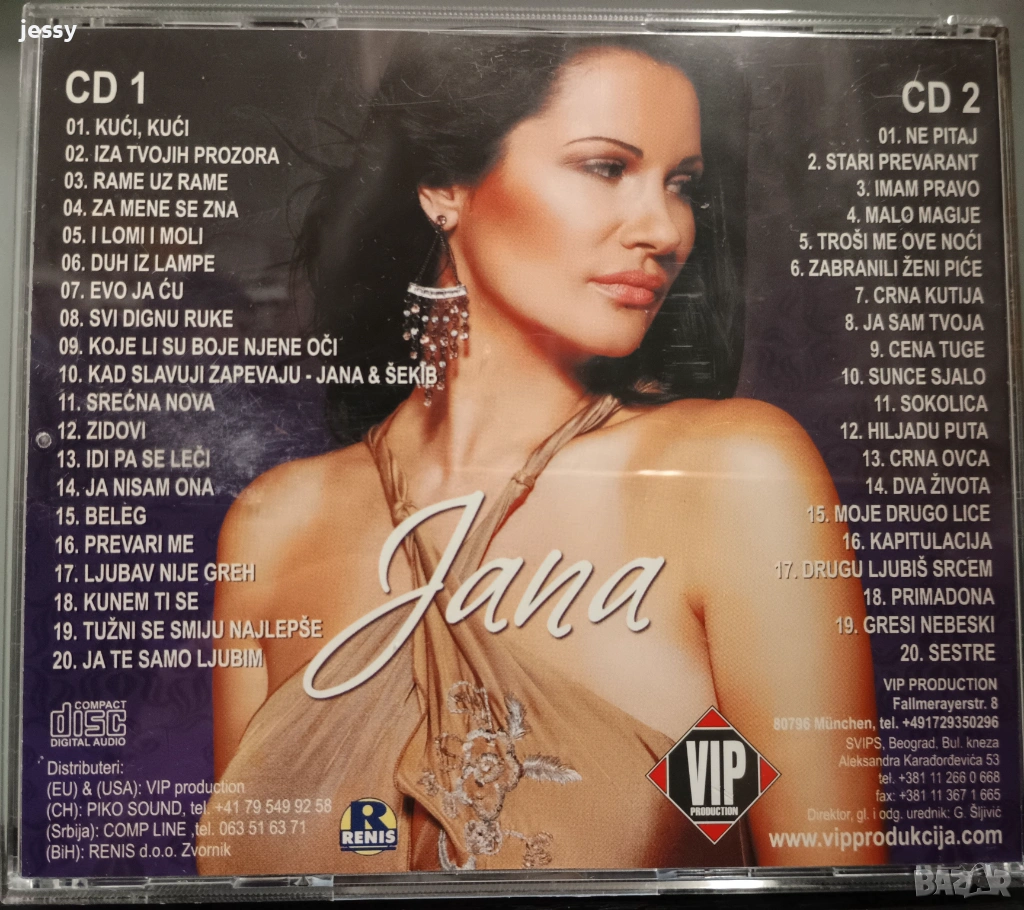 jessy
CD 1
01. KUĆI, KUĆI
02. IZA TVOJIH PROZORA
03. RAME UZ RAME
04. ZA MENE SE ZNA
05. I LOMI I MOLI
06. DUH IZ LAMPE
07. EVO JA ĆU
08. SVI DIGNU RUKE
09. KOJE LI SU BOJE NJENE OČI
10. KAD SLAVUJI ZAPEVAJU - JANA & ŠEKIB
11. SREĆNA NOVA
12. ZIDOVI
13. IDI PA SE LEČI
14. JA NISAM ONA
15. BELEG
16. PREVARI ME
17. LJUBAV NIJE GREH
18. KUNEM TI SE
19. TUŽNI SE SMIJU NAJLEPŠE
20. JA TE SAMO LJUBIM
CD 2
01. NE PITAJ
2. STARI PREVARANT
3. IMAM PRAVO
4. MALO MAGIJE
5. TROŠI ME OVE NOĆI
6. ZABRANILI ŽENI PIĆE
7. CRNA KUTIJA
8. JA SAM TVOJA
9. CENA TUGE
10. SUNCE SJALO
11. SOKOLICA
12. HILJADU PUTA
13. CRNA OVCA
14. DVA ŽIVOTA
15. MOJE DRUGO LICE
16. KAPITULACIJA
17. DRUGU LJUBIŠ SRCEM
18. PRIMADONA
19. GRESI NEBESKI
20. SESTRE
Jana
COMPACT
disc
DIGITAL AUDIO
Distributeri:
(EU) & (USA): VIP production
(CH): PIKO SOUND, tel. +41 79 549 92 58
(Srbija): COMP LINE ,tel. 063 51 63 71
(BiH): RENIS d.o.o. Zvornik
R
RENIS
VIP
PRODUCTION
VIP PRODUCTION
Fallmerayerstr. 8
80796 München, tel. +491729350296
SVIPS, Beograd. Bul. kneza
Aleksandra Karadorđevića 53
tel. +381 11 266 0 668
fax: +381 11 367 1 665
Direktor, gl. i odg. urednik: G. Šljivić
www.vipprodukcija.com
BAZAR